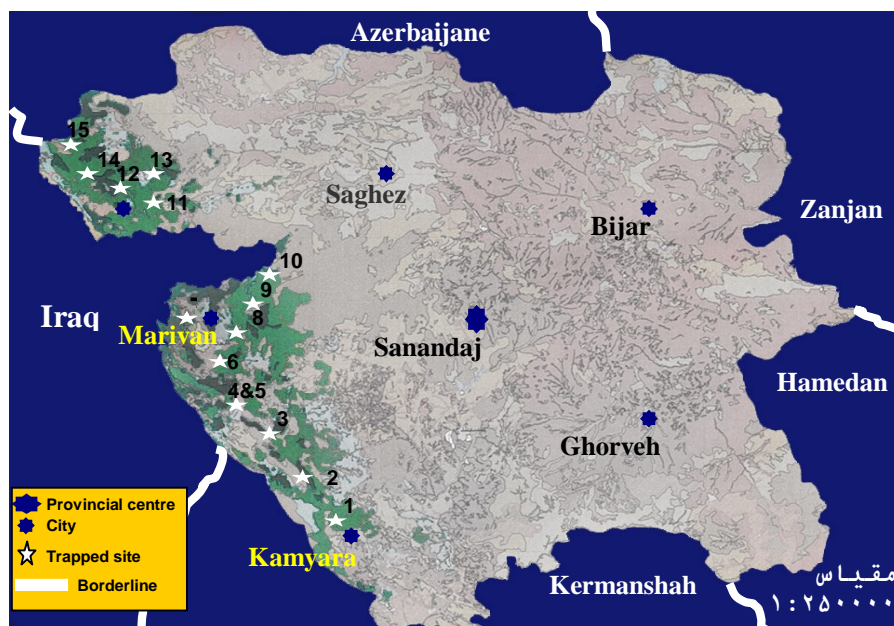 Azerbaijane
15
14
13
12
11
Saghez
Bijar
Zanjan
10
9
-
8
Iraq
Marivan
Sanandaj
6
Hamedan
4&5
3
Ghorveh
2
1
Kamyara
Kermanshah
Provincial centre
City
Trapped site
Borderline
مقیاس
۱:۲۵۰۰۰۰